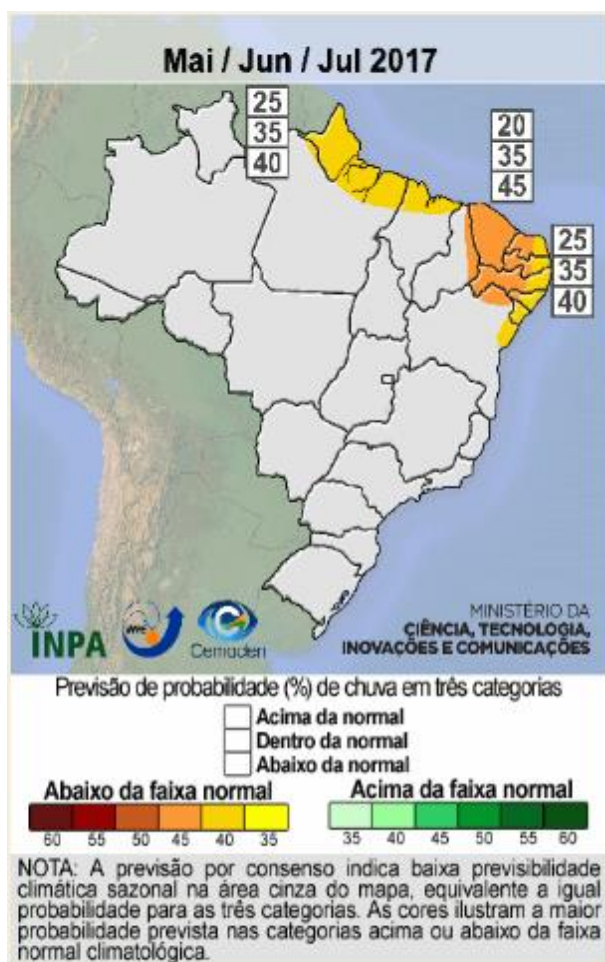 Mai / Jun / Jul 2017
25
35
40
20
35
45
25
35
40
INPA
Cemaden
MINISTÉRIO DA
CIÊNCIA, TECNOLOGIA,
INOVAÇÕES E COMUNICAÇÕES
Previsão de probabilidade (%) de chuva em três categorias
Acima da normal
Dentro da normal
Abaixo da normal
Abaixo da faixa normal
60 55 50 45 40 35
Acima da faixa normal
35 40 45 50 55 60
NOTA: A previsão por consenso indica baixa previsibilidade
climática sazonal na área cinza do mapa, equivalente a igual
probabilidade para as três categorias. As cores ilustram a maior
probabilidade prevista nas categorias acima ou abaixo da faixa
normal climatológica.